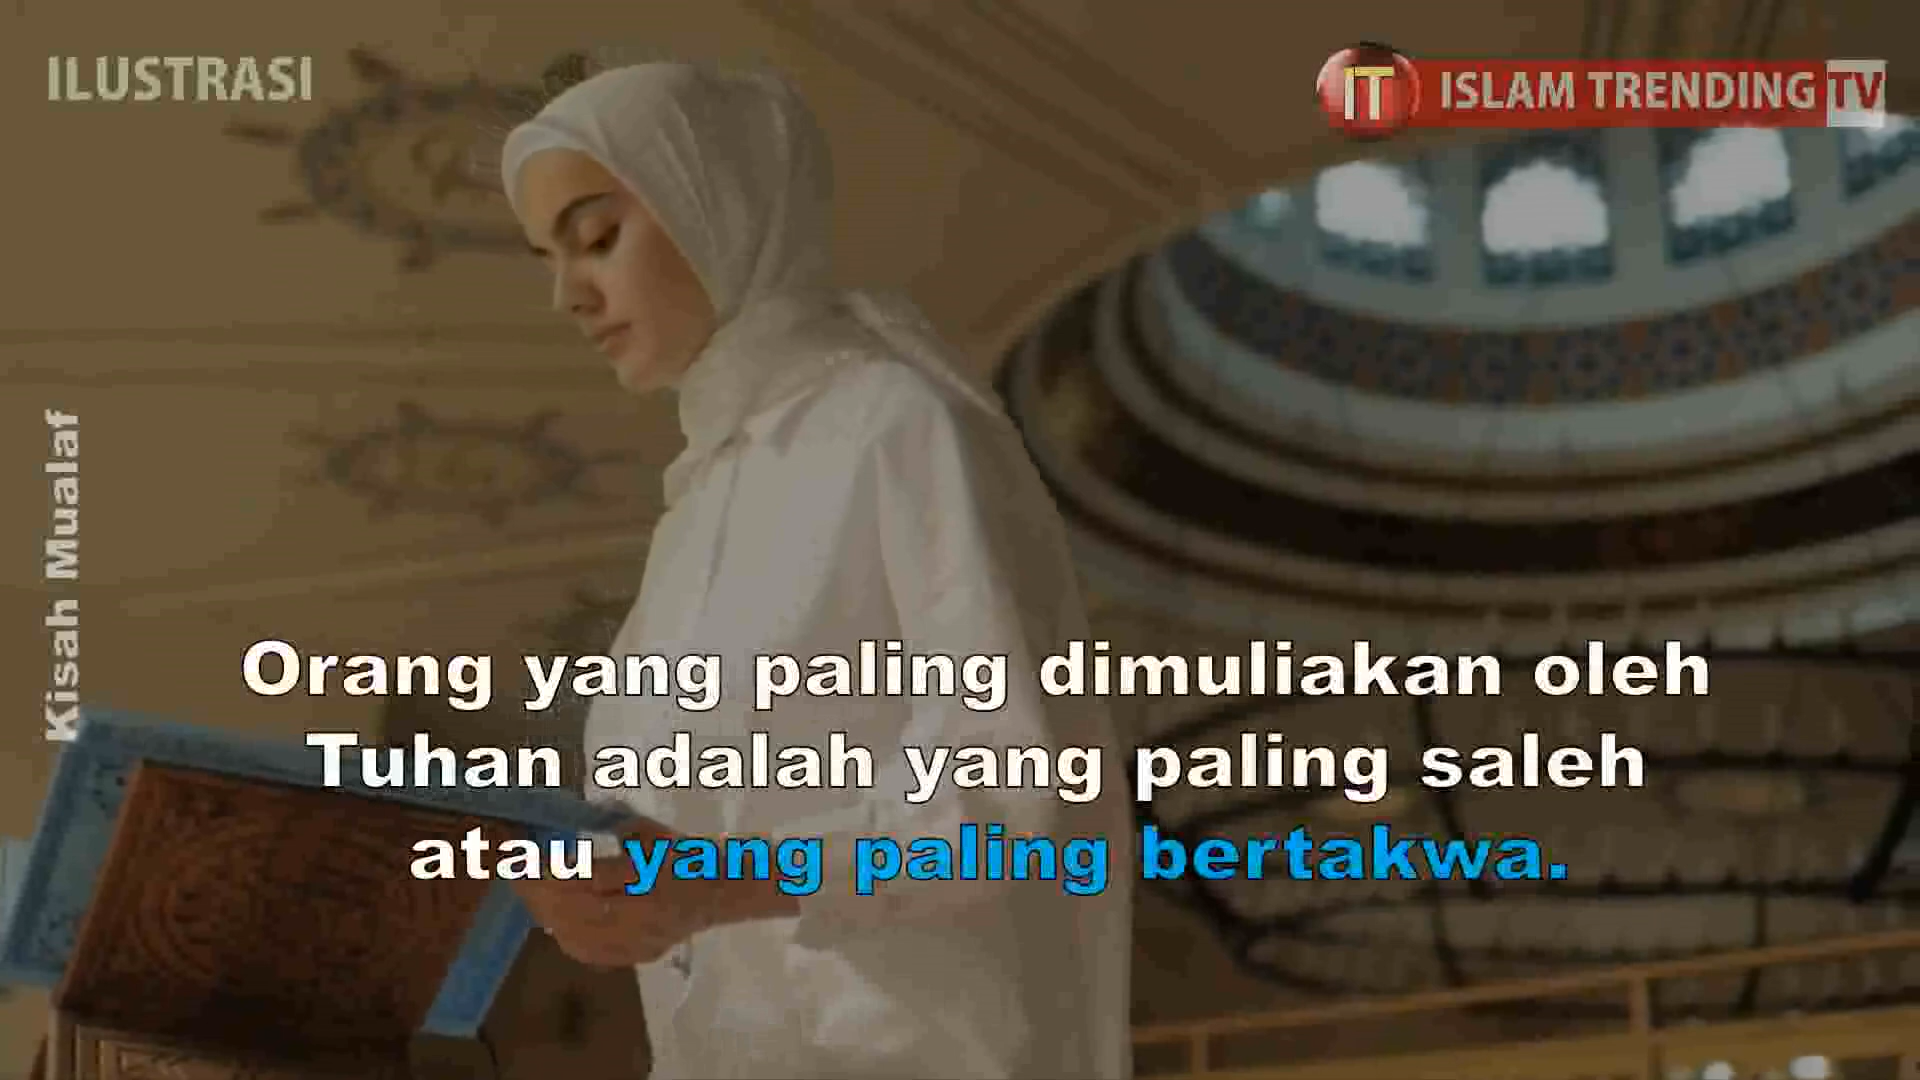 ILUSTRASI
IT ISLAM TRENDING TV
Kisah Mualaf
Orang yang paling dimuliakan oleh
Tuhan adalah yang paling saleh
atau yang paling bertakwa.